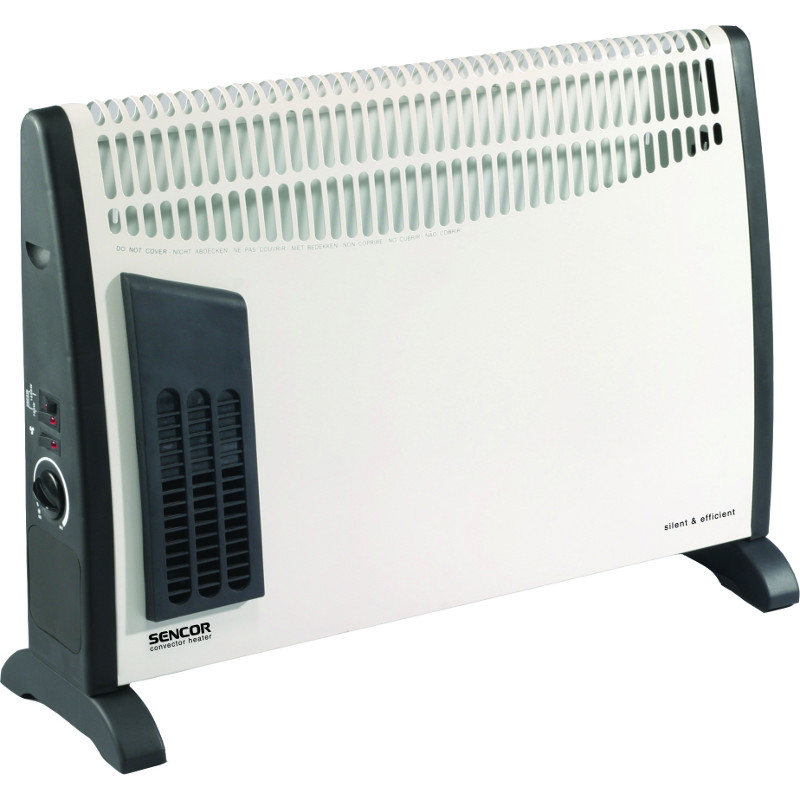 DO NOT COVER NICHT ABDECKEN NE PAS COUVRIR NIET BEDEKKEN NON COPRIRE NO CUBRIR NÃO COBRIR
silent & efficient
SENCOR
convector heater